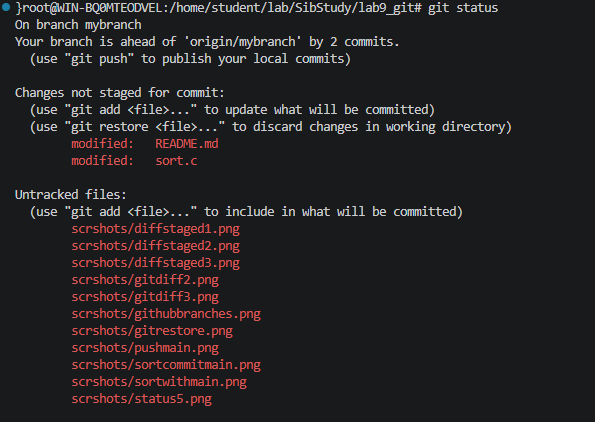 }root@WIN-BQ0MTEODVEL:/home/student/lab/SibStudy/lab9_git# git status
On branch mybranch
Your branch is ahead of 'origin/mybranch' by 2 commits.
  (use "git push" to publish your local commits)

Changes not staged for commit:
  (use "git add <file>..." to update what will be committed)
  (use "git restore <file>..." to discard changes in working directory)
        modified:   README.md
        modified:   sort.c

Untracked files:
  (use "git add <file>..." to include in what will be committed)
        scrshots/diffstaged1.png
        scrshots/diffstaged2.png
        scrshots/diffstaged3.png
        scrshots/gitdiff2.png
        scrshots/gitdiff3.png
        scrshots/githubbranches.png
        scrshots/gitrestore.png
        scrshots/pushmain.png
        scrshots/sortcommitmain.png
        scrshots/sortwithmain.png
        scrshots/status5.png